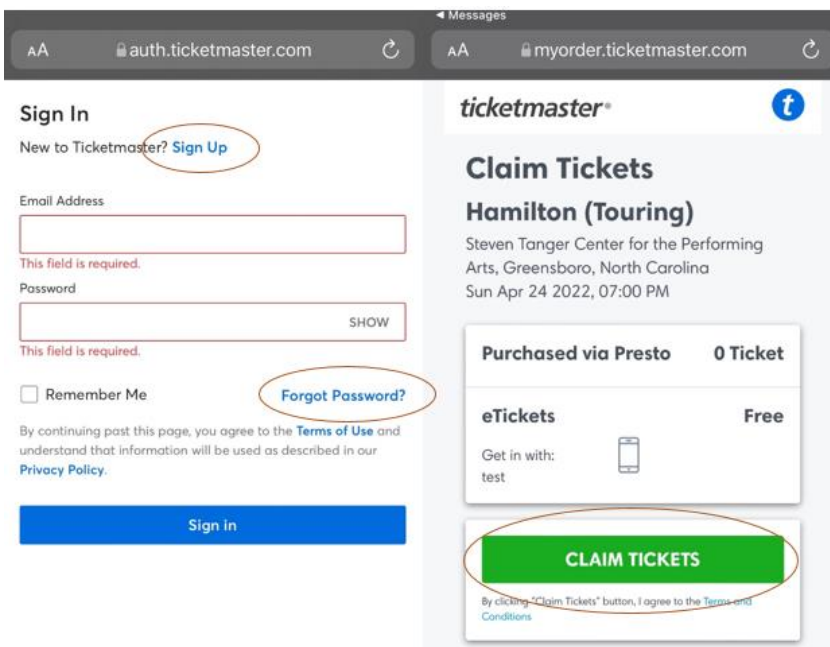 ◀ Messages
AA auth.ticketmaster.com
Sign In
New to Ticketmaster? Sign Up
Email Address
This field is required.
Password
SHOW
This field is required.
Remember Me Forgot Password?
By continuing past this page, you agree to the Terms of Use and
understand that information will be used as described in our
Privacy Policy.
Sign in
AA myorder.ticketmaster.com
ticketmaster® t
Claim Tickets
Hamilton (Touring)
Steven Tanger Center for the Performing
Arts, Greensboro, North Carolina
Sun Apr 24 2022, 07:00 PM
Purchased via Presto 0 Ticket
eTickets Free
Get in with:
test
CLAIM TICKETS
By clicking "Claim Tickets" button, I agree to the Terms and
Conditions